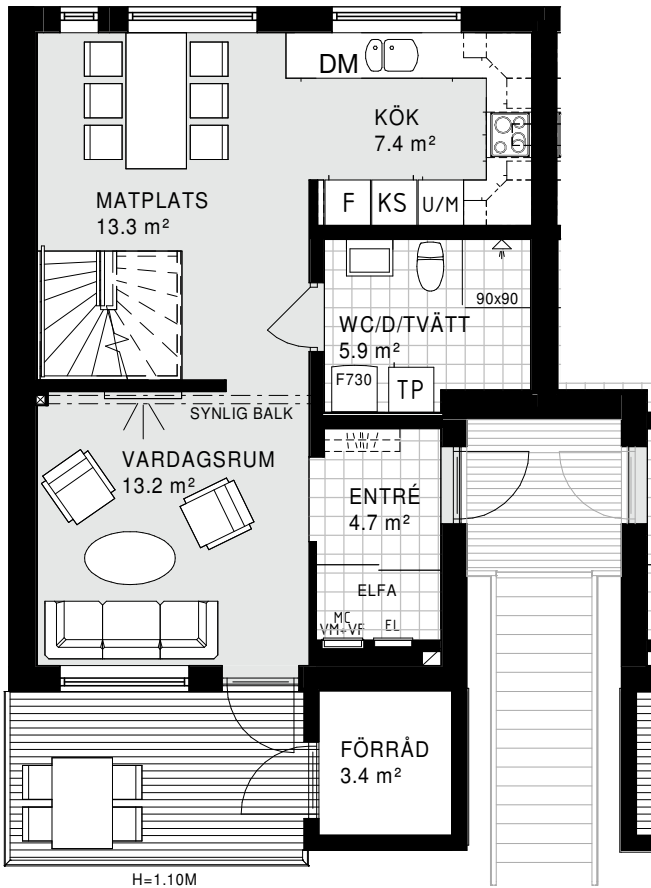 DM
KÖK
7.4 m²
F
KS
U/M
MATPLATS
13.3 m²
90x90
WC/D/TVÄTT
5.9 m²
F730
TP
SYNLIG BALK
VARDAGSRUM
13.2 m²
ENTRÉ
4.7 m²
ELFA
MC
VM+VF
EL
FÖRRÅD
3.4 m²
H=1.10M